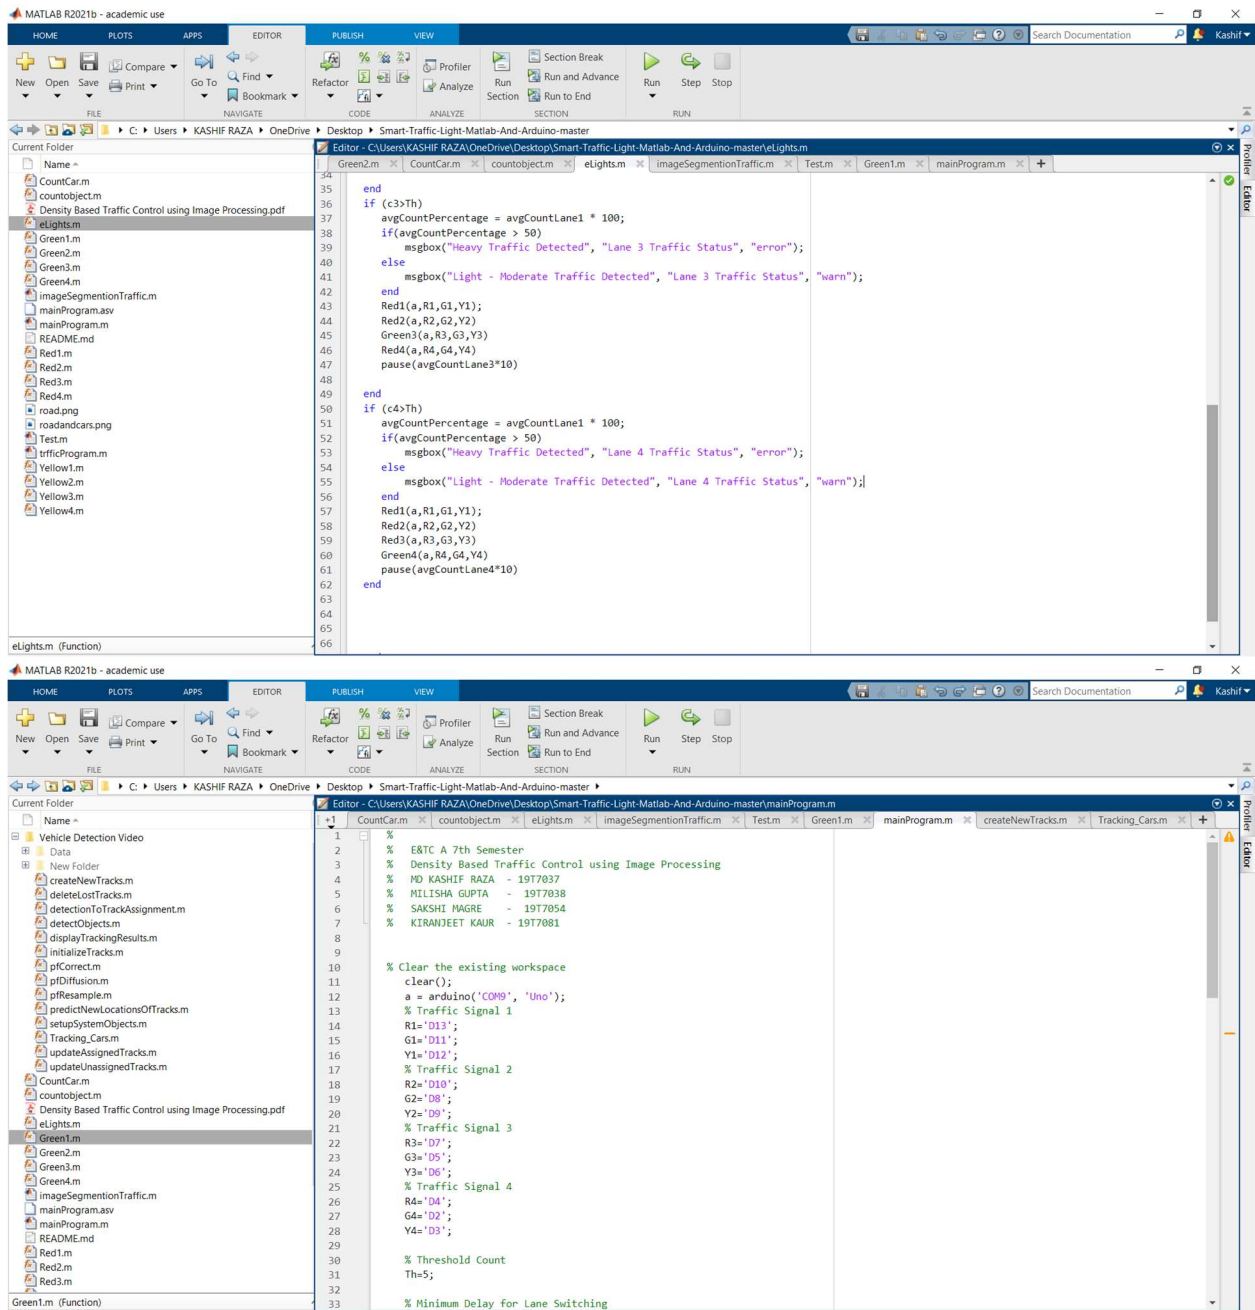 MATLAB R2021b - academic use
HOME PLOTS APPS EDITOR PUBLISH VIEW Search Documentation Kashif
New Open Save Compare Print Go To Find Bookmark Refactor Profiler Analyze Run Section Section Break Run and Advance Run to End Run Step Stop
FILE NAVIGATE CODE ANALYZE SECTION RUN
C: Users KASHIF RAZA OneDrive Desktop Smart-Traffic-Light-Matlab-And-Arduino-master
Current Folder
Name
CountCar.m
countobject.m
Density Based Traffic Control using Image Processing.pdf
eLights.m
Green1.m
Green2.m
Green3.m
Green4.m
imageSegmentionTraffic.m
mainProgram.asv
mainProgram.m
README.md
Red1.m
Red2.m
Red3.m
Red4.m
road.png
roadandcars.png
Test.m
trfficProgram.m
Yellow1.m
Yellow2.m
Yellow3.m
Yellow4.m
eLights.m (Function)
Editor - C:\Users\KASHIF RAZA\OneDrive\Desktop\Smart-Traffic-Light-Matlab-And-Arduino-master\eLights.m
Green2.m CountCar.m countobject.m eLights.m imageSegmentionTraffic.m Test.m Green1.m mainProgram.m +
34
35 end
36 if (c3>Th)
37 avgCountPercentage = avgCountLane1 * 100;
38 if(avgCountPercentage > 50)
39 msgbox("Heavy Traffic Detected", "Lane 3 Traffic Status", "error");
40 else
41 msgbox("Light - Moderate Traffic Detected", "Lane 3 Traffic Status", "warn");
42 end
43 Red1(a,R1,G1,Y1);
44 Red2(a,R2,G2,Y2)
45 Green3(a,R3,G3,Y3)
46 Red4(a,R4,G4,Y4)
47 pause(avgCountLane3*10)
48
49 end
50 if (c4>Th)
51 avgCountPercentage = avgCountLane1 * 100;
52 if(avgCountPercentage > 50)
53 msgbox("Heavy Traffic Detected", "Lane 4 Traffic Status", "error");
54 else
55 msgbox("Light - Moderate Traffic Detected", "Lane 4 Traffic Status", "warn");
56 end
57 Red1(a,R1,G1,Y1);
58 Red2(a,R2,G2,Y2)
59 Red3(a,R3,G3,Y3)
60 Green4(a,R4,G4,Y4)
61 pause(avgCountLane4*10)
62 end
63
64
65
66
Profiler
Editor
MATLAB R2021b - academic use
HOME PLOTS APPS EDITOR PUBLISH VIEW Search Documentation Kashif
New Open Save Compare Print Go To Find Bookmark Refactor Profiler Analyze Run Section Section Break Run and Advance Run to End Run Step Stop
FILE NAVIGATE CODE ANALYZE SECTION RUN
C: Users KASHIF RAZA OneDrive Desktop Smart-Traffic-Light-Matlab-And-Arduino-master
Current Folder
Name
Vehicle Detection Video
Data
New Folder
createNewTracks.m
deleteLostTracks.m
detectionToTrackAssignment.m
detectObjects.m
displayTrackingResults.m
initializeTracks.m
pfCorrect.m
pfDiffusion.m
pfResample.m
predictNewLocationsOfTracks.m
setupSystemObjects.m
Tracking_Cars.m
updateAssignedTracks.m
updateUnassignedTracks.m
CountCar.m
countobject.m
Density Based Traffic Control using Image Processing.pdf
eLights.m
Green1.m
Green2.m
Green3.m
Green4.m
imageSegmentionTraffic.m
mainProgram.asv
mainProgram.m
README.md
Red1.m
Red2.m
Red3.m
Green1.m (Function)
Editor - C:\Users\KASHIF RAZA\OneDrive\Desktop\Smart-Traffic-Light-Matlab-And-Arduino-master\mainProgram.m
+1 CountCar.m countobject.m eLights.m imageSegmentionTraffic.m Test.m Green1.m mainProgram.m createNewTracks.m Tracking_Cars.m +
1 %
2 % E&TC A 7th Semester
3 % Density Based Traffic Control using Image Processing
4 % MD KASHIF RAZA - 19T7037
5 % MILISHA GUPTA - 19T7038
6 % SAKSHI MAGRE - 19T7054
7 % KIRANJEET KAUR - 19T7081
8
9
10 % Clear the existing workspace
11 clear();
12 a = arduino('COM9', 'Uno');
13 % Traffic Signal 1
14 R1='D13';
15 G1='D11';
16 Y1='D12';
17 % Traffic Signal 2
18 R2='D10';
19 G2='D8';
20 Y2='D9';
21 % Traffic Signal 3
22 R3='D7';
23 G3='D5';
24 Y3='D6';
25 % Traffic Signal 4
26 R4='D4';
27 G4='D2';
28 Y4='D3';
29
30 % Threshold Count
31 Th=5;
32
33 % Minimum Delay for Lane Switching
Profiler
Editor